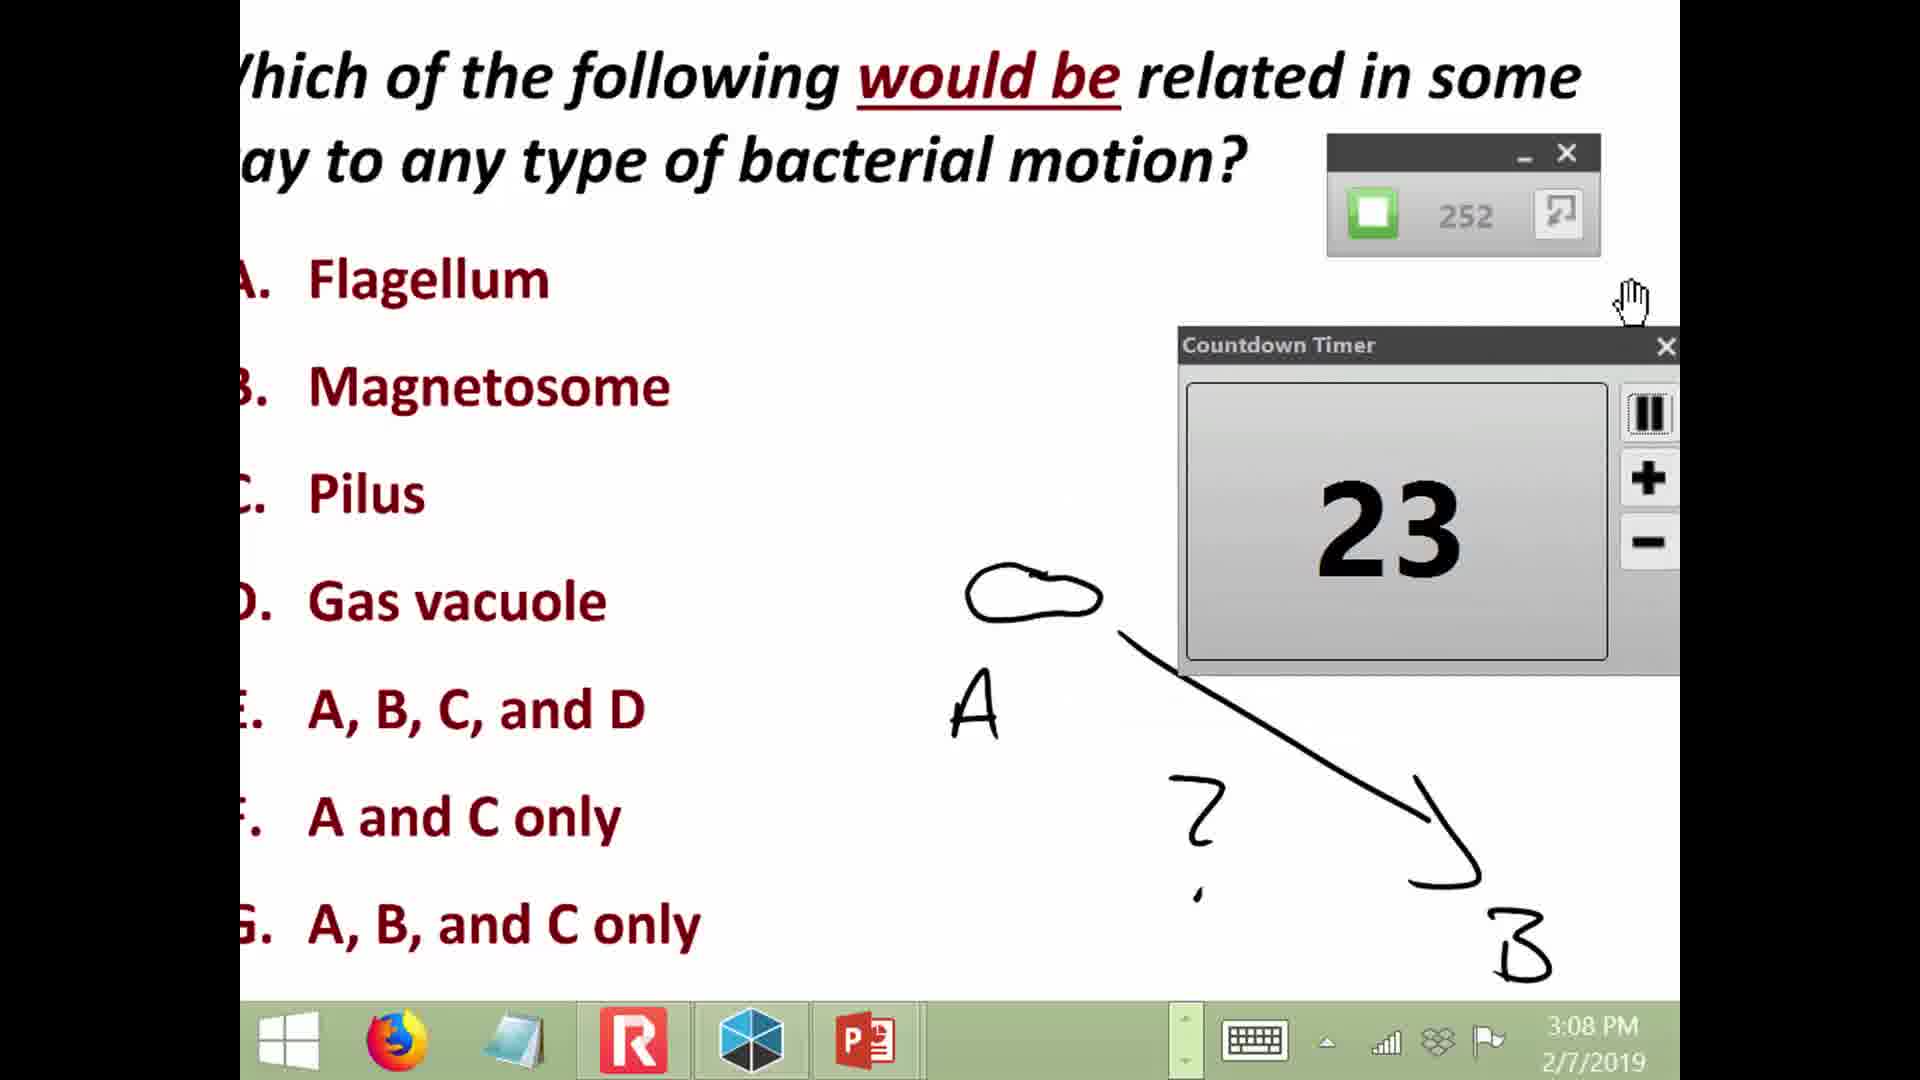 hich of the following would be related in some
ay to any type of bacterial motion?
252
A. Flagellum
Countdown Timer
B. Magnetosome
C. Pilus
23
D. Gas vacuole
E. A, B, C, and D
A
F. A and C only
?
G. A, B, and C only
B
3:08 PM
2/7/2019